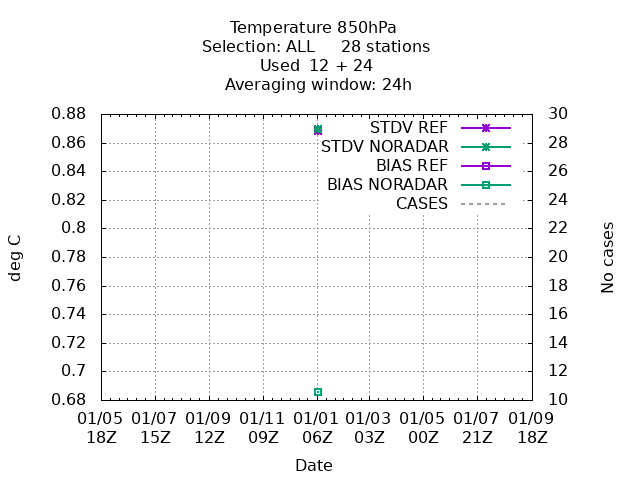 Temperature 850hPa
Selection: ALL 28 stations
Used 12 + 24
Averaging window: 24h
0.88 30
STDV REF
0.86 28
STDV NORADAR
BIAS REF
0.84 26
BIAS NORADAR
0.82 24
CASES
0.8 22
0.78 20
deg C
No cases
0.76 18
0.74 16
0.72 14
0.7 12
0.68 10
01/05 01/07 01/09 01/11 01/01 01/03 01/05 01/07 01/09
18Z 15Z 12Z 09Z 06Z 03Z 00Z 21Z 18Z
Date